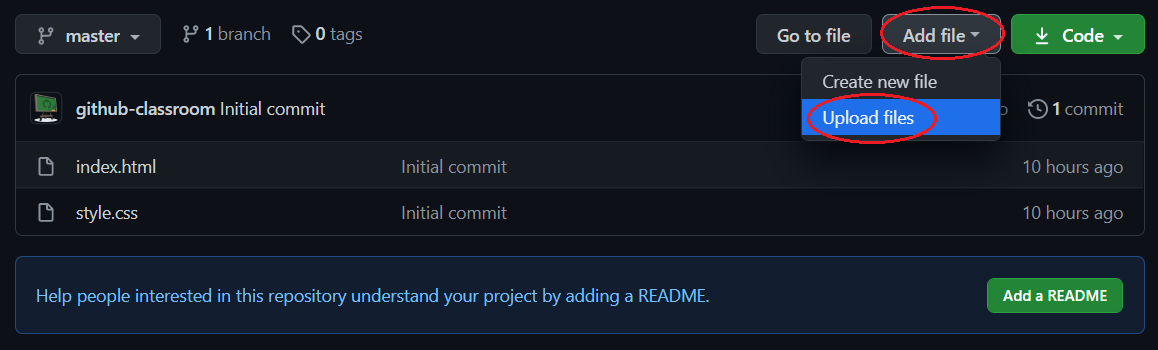 master 1 branch 0 tags Go to file Add file Code
Create new file
github-classroom Initial commit 1 commit
Upload files
index.html Initial commit 10 hours ago
style.css Initial commit 10 hours ago
Help people interested in this repository understand your project by adding a README. Add a README